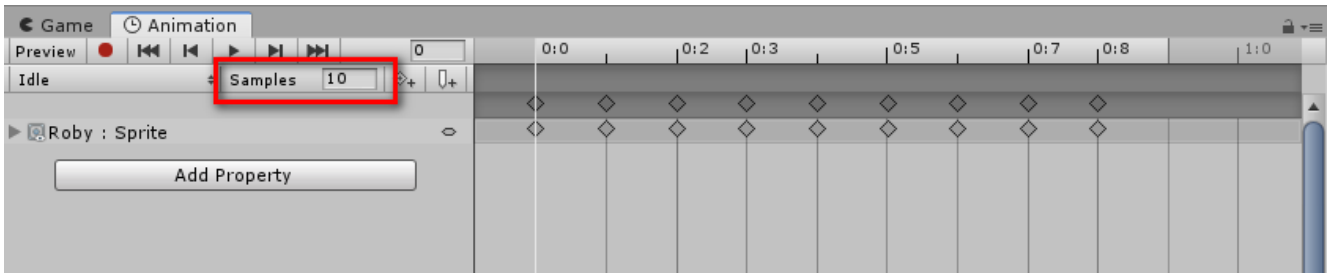 Game Animation
Preview 0 0:0 0:2 0:3 0:5 0:7 0:8 1:0
Idle Samples 10
Roby : Sprite
Add Property